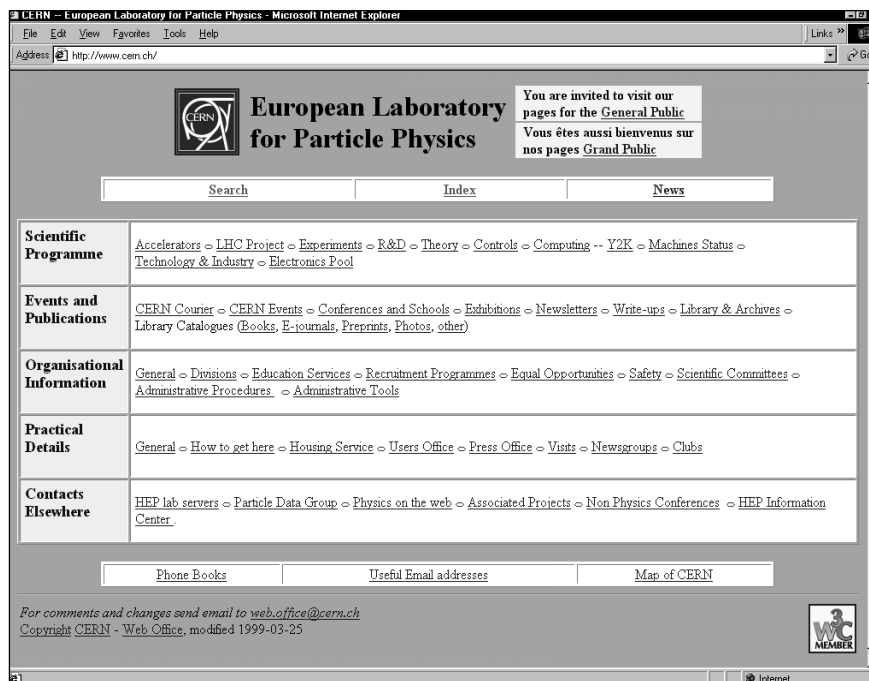 CERN -- European Laboratory for Particle Physics - Microsoft Internet Explorer
File Edit View Favorites Tools Help Links »
Address http://www.cern.ch/ Go
CERN
European Laboratory
for Particle Physics
You are invited to visit our
pages for the General Public
Vous êtes aussi bienvenus sur
nos pages Grand Public
Search Index News
Scientific
Programme
Accelerators LHC Project Experiments R&D Theory Controls Computing -- Y2K Machines Status
Technology & Industry Electronics Pool
Events and
Publications
CERN Courier CERN Events Conferences and Schools Exhibitions Newsletters Write-ups Library & Archives
Library Catalogues (Books, E-journals, Preprints, Photos, other)
Organisational
Information
General Divisions Education Services Recruitment Programmes Equal Opportunities Safety Scientific Committees
Administrative Procedures Administrative Tools
Practical
Details
General How to get here Housing Service Users Office Press Office Visits Newsgroups Clubs
Contacts
Elsewhere
HEP lab servers Particle Data Group Physics on the web Associated Projects Non Physics Conferences HEP Information
Center .
Phone Books Useful Email addresses Map of CERN
For comments and changes send email to web.office@cern.ch
Copyright CERN - Web Office, modified 1999-03-25
W3C
MEMBER
Internet